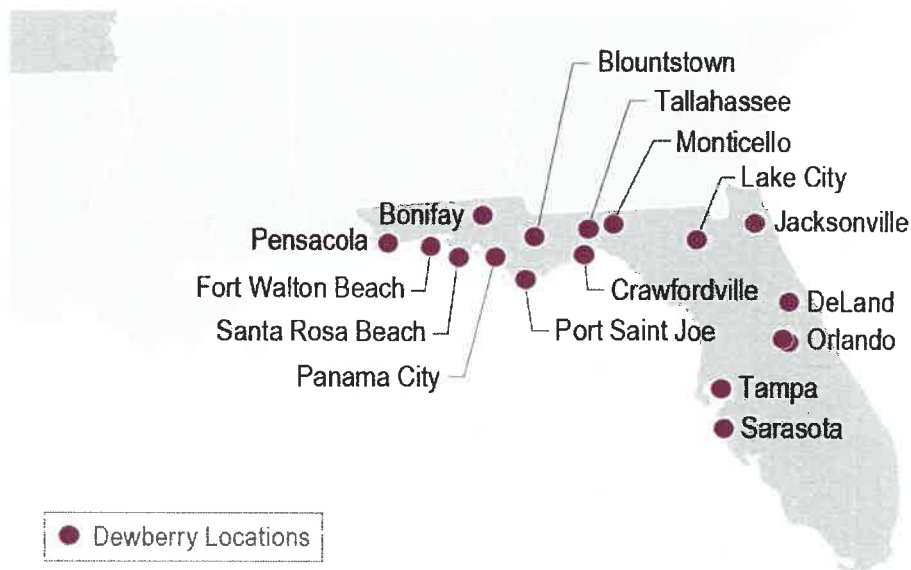 Blountstown
Tallahassee
Monticello
Lake City
Bonifay
Jacksonville
Pensacola
Fort Walton Beach
Crawfordville
DeLand
Santa Rosa Beach
Port Saint Joe
Orlando
Panama City
Tampa
Sarasota
Dewberry Locations